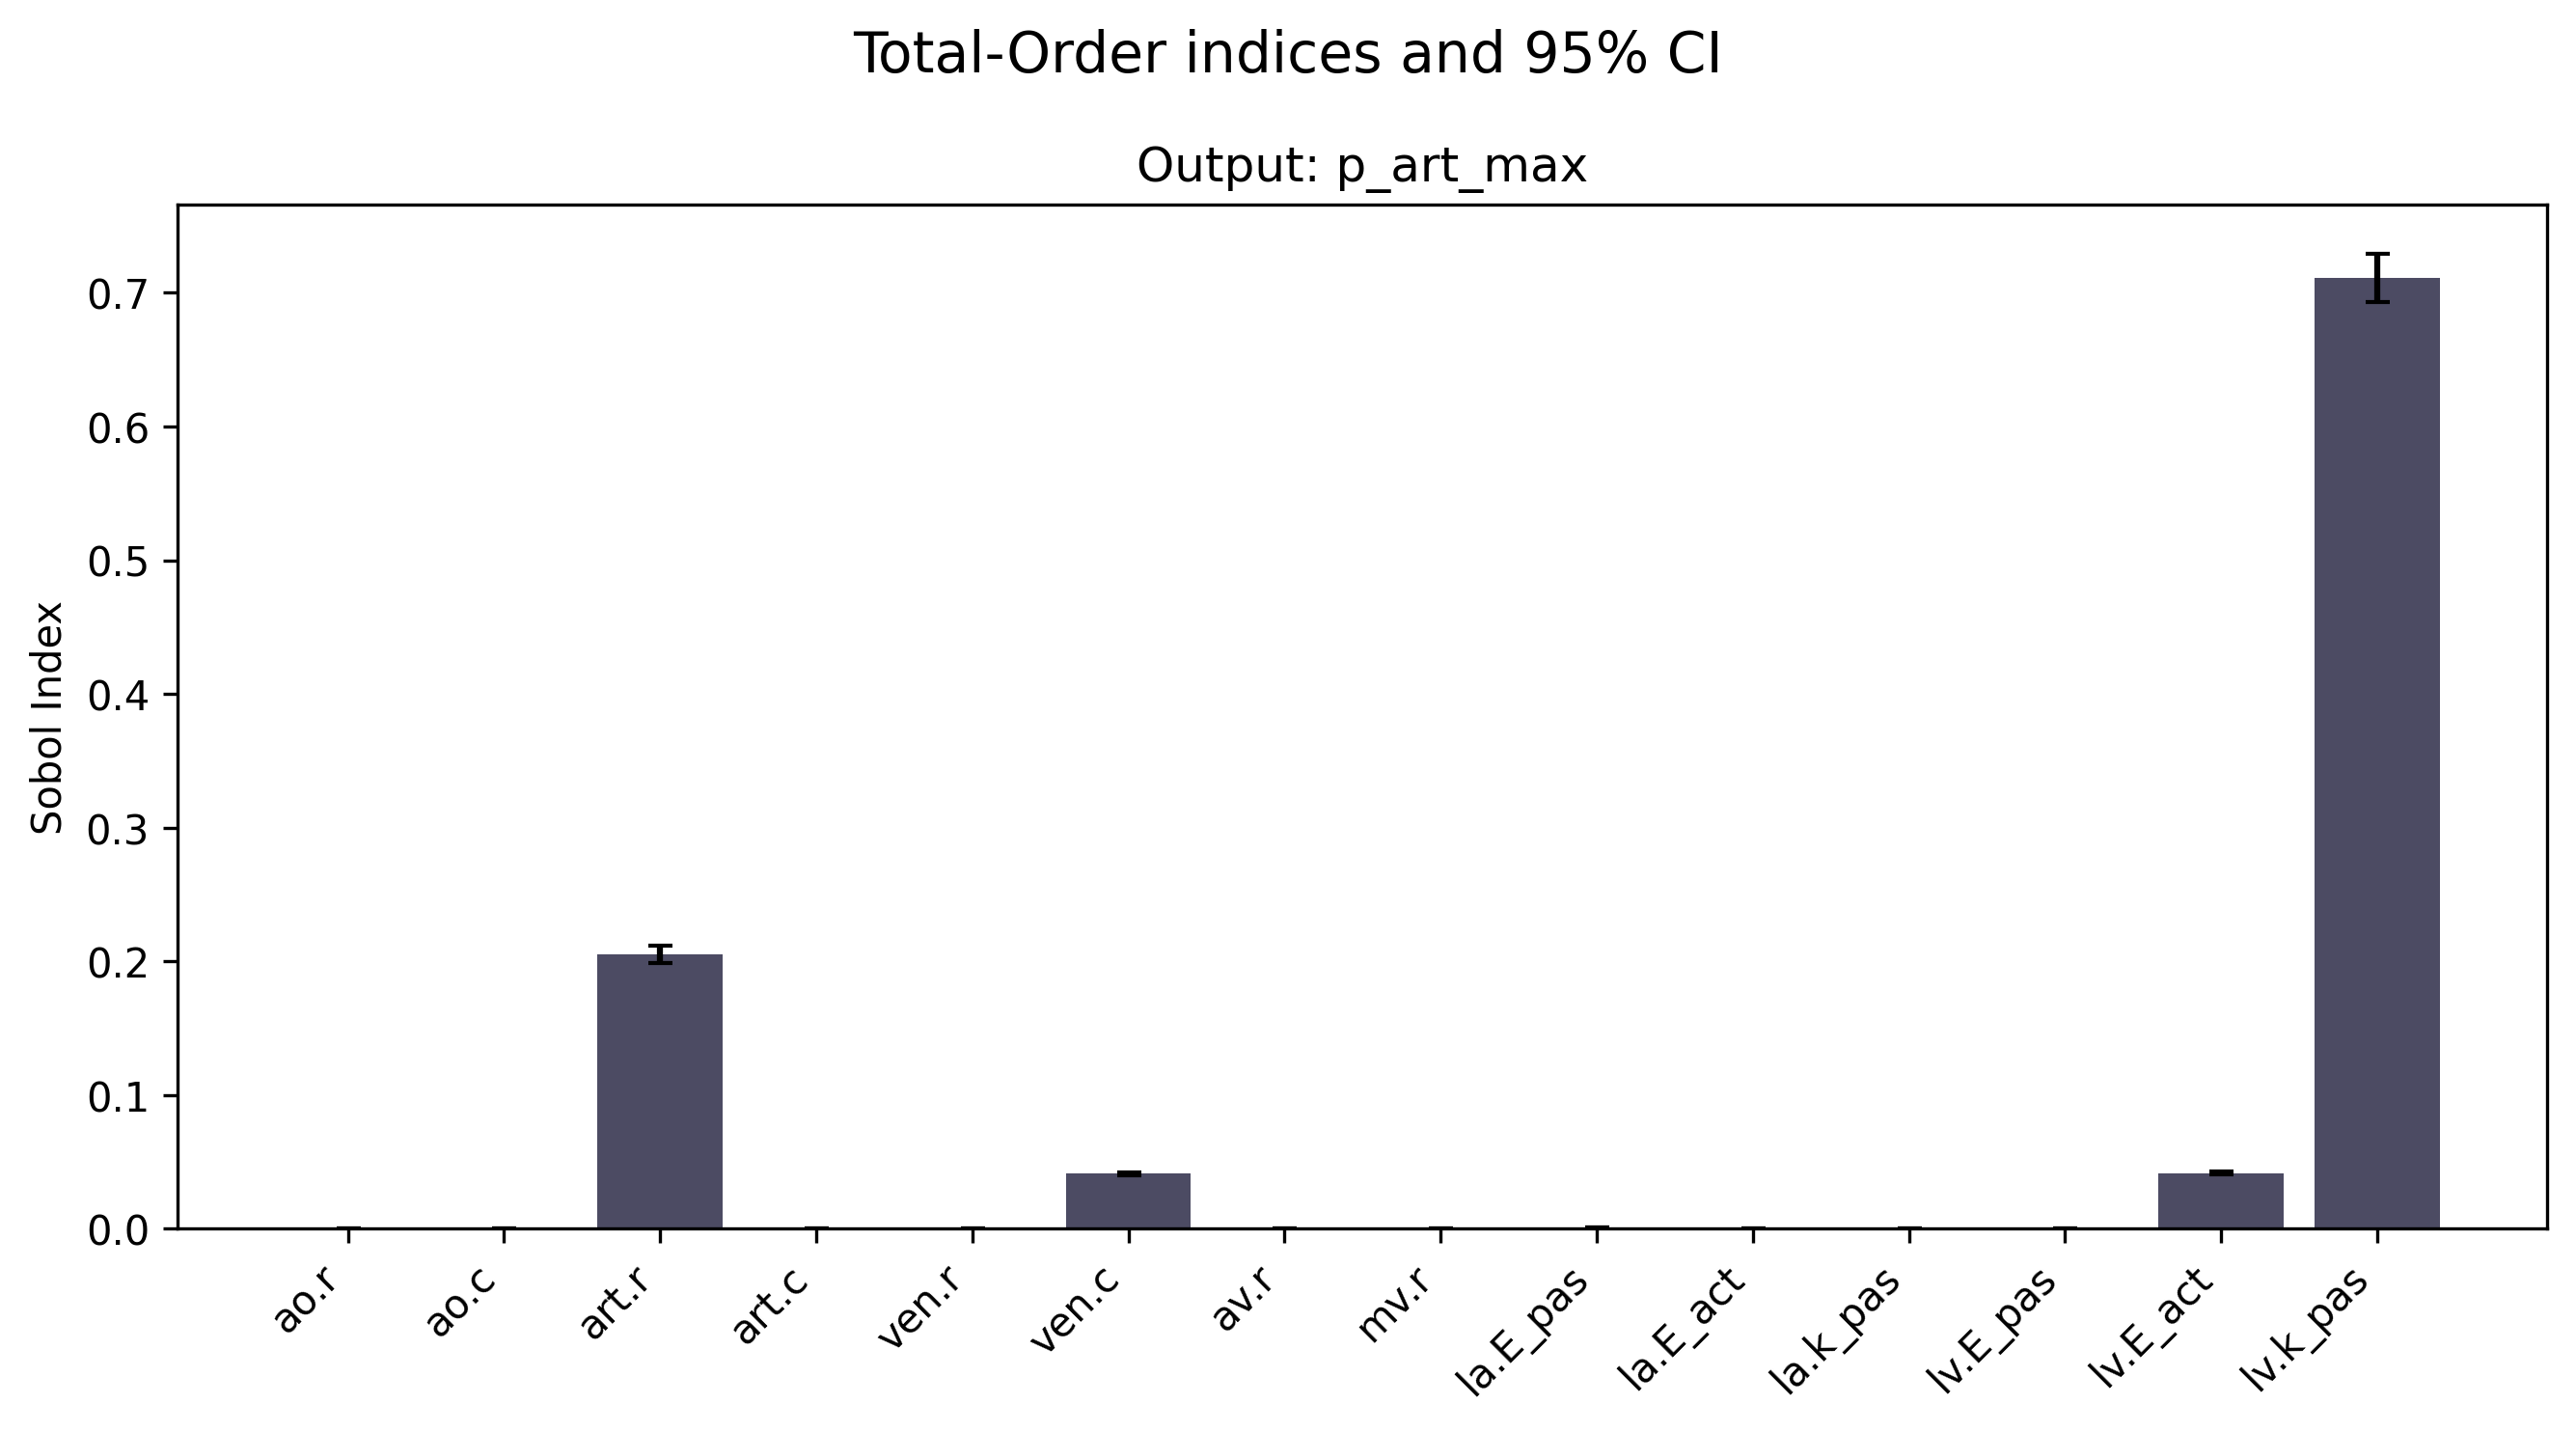 Total-Order indices and 95% CI
Output: p_art_max
Sobol Index
0.7
0.6
0.5
0.4
0.3
0.2
0.1
0.0
ao.r
ao.c
art.r
art.c
ven.r
ven.c
av.r
mv.r
la.E_pas
la.E_act
la.k_pas
lv.E_pas
lv.E_act
lv.k_pas